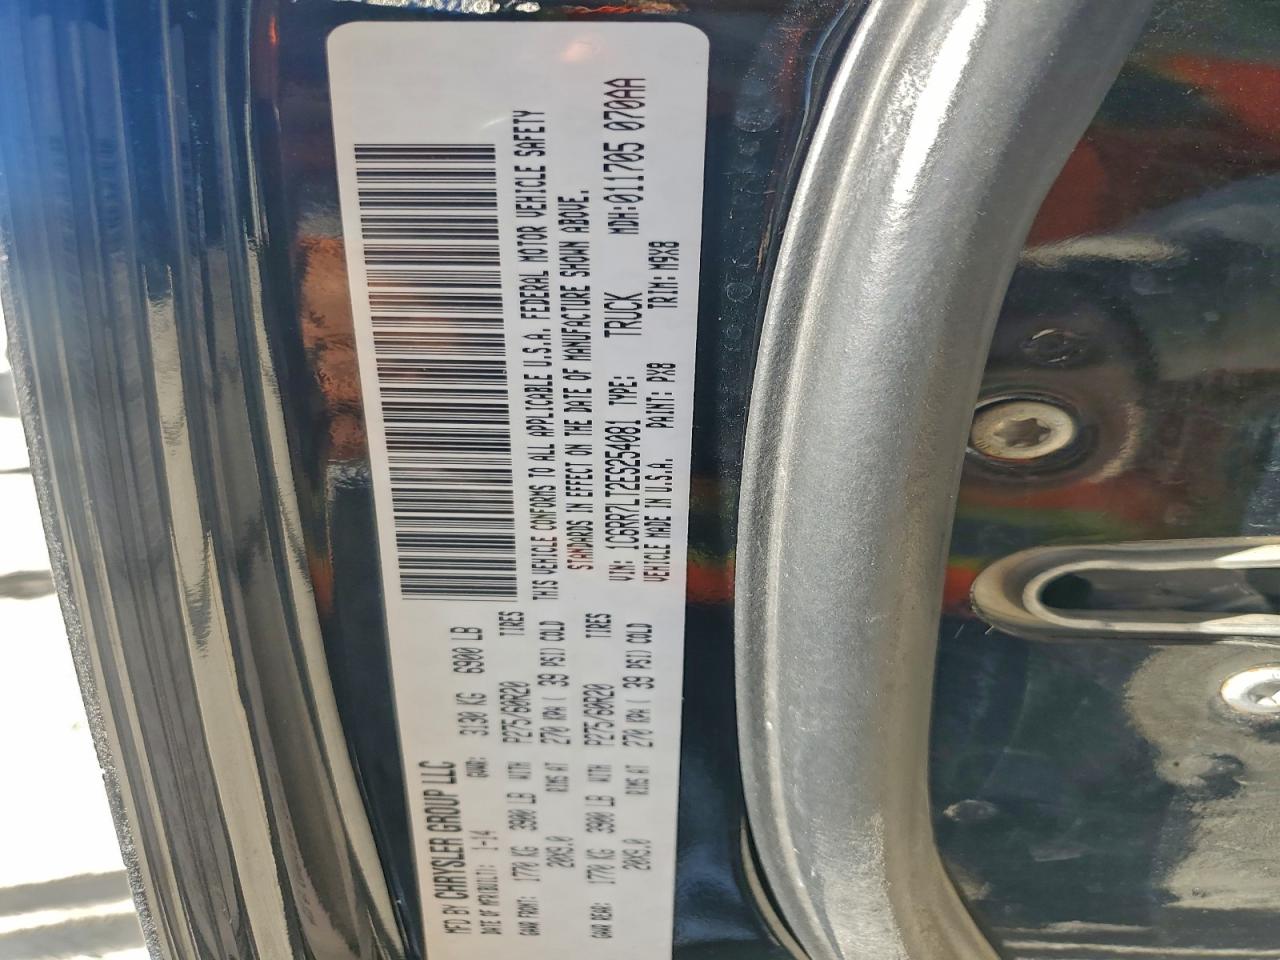 MFD BY CHRYSLER GROUP LLC
DATE OF MFR/BUILT: 1-14 GVWR: 3130 KG 6900 LB
GAWR FRONT: 1770 KG 3900 LB WITH P275/60R20 TIRES
20X9.0 RIMS AT 270 KPA ( 39 PSI) COLD
GAWR REAR: 1770 KG 3900 LB WITH P275/60R20 TIRES
20X9.0 RIMS AT 270 KPA ( 39 PSI) COLD
THIS VEHICLE CONFORMS TO ALL APPLICABLE U.S.A. FEDERAL MOTOR VEHICLE SAFETY
STANDARDS IN EFFECT ON THE DATE OF MANUFACTURE SHOWN ABOVE.
VIN: 1C6RR7LT2ES254081 TYPE: TRUCK MDH:011705 070AA
VEHICLE MADE IN U.S.A. PAINT: PX8 TRIM: M9X8